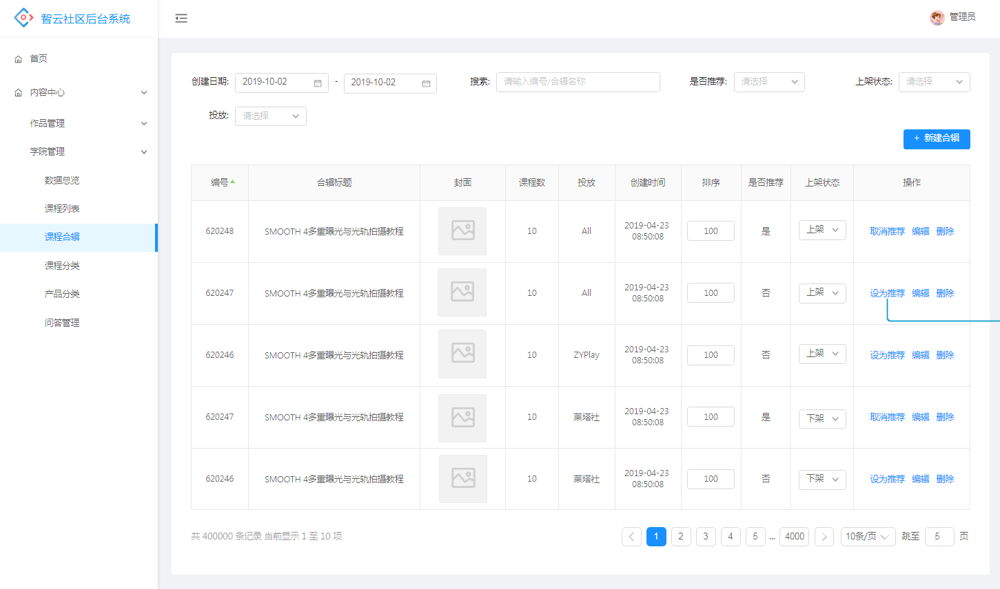 智云社区后台系统
管理员
首页
内容中心
作品管理
学院管理
数据总览
课程列表
课程合辑
课程分类
产品分类
问答管理
创建日期: 2019-10-02 - 2019-10-02 搜索: 请输入编号/合辑名称 是否推荐: 请选择 上架状态: 请选择
投放: 请选择
+ 新建合辑
编号 合辑标题 封面 课程数 投放 创建时间 排序 是否推荐 上架状态 操作
620248 SMOOTH 4多重曝光与光轨拍摄教程 10 All 2019-04-23 08:50:08 100 是 上架 取消推荐 编辑 删除
620247 SMOOTH 4多重曝光与光轨拍摄教程 10 All 2019-04-23 08:50:08 100 否 上架 设为推荐 编辑 删除
620246 SMOOTH 4多重曝光与光轨拍摄教程 10 ZYPlay 2019-04-23 08:50:08 100 否 上架 设为推荐 编辑 删除
620247 SMOOTH 4多重曝光与光轨拍摄教程 10 莱塔社 2019-04-23 08:50:08 100 是 下架 取消推荐 编辑 删除
620246 SMOOTH 4多重曝光与光轨拍摄教程 10 莱塔社 2019-04-23 08:50:08 100 否 下架 设为推荐 编辑 删除
共 400000 条记录 当前显示 1 至 10 项 1 2 3 4 5 ... 4000 10条/页 跳至 5 页